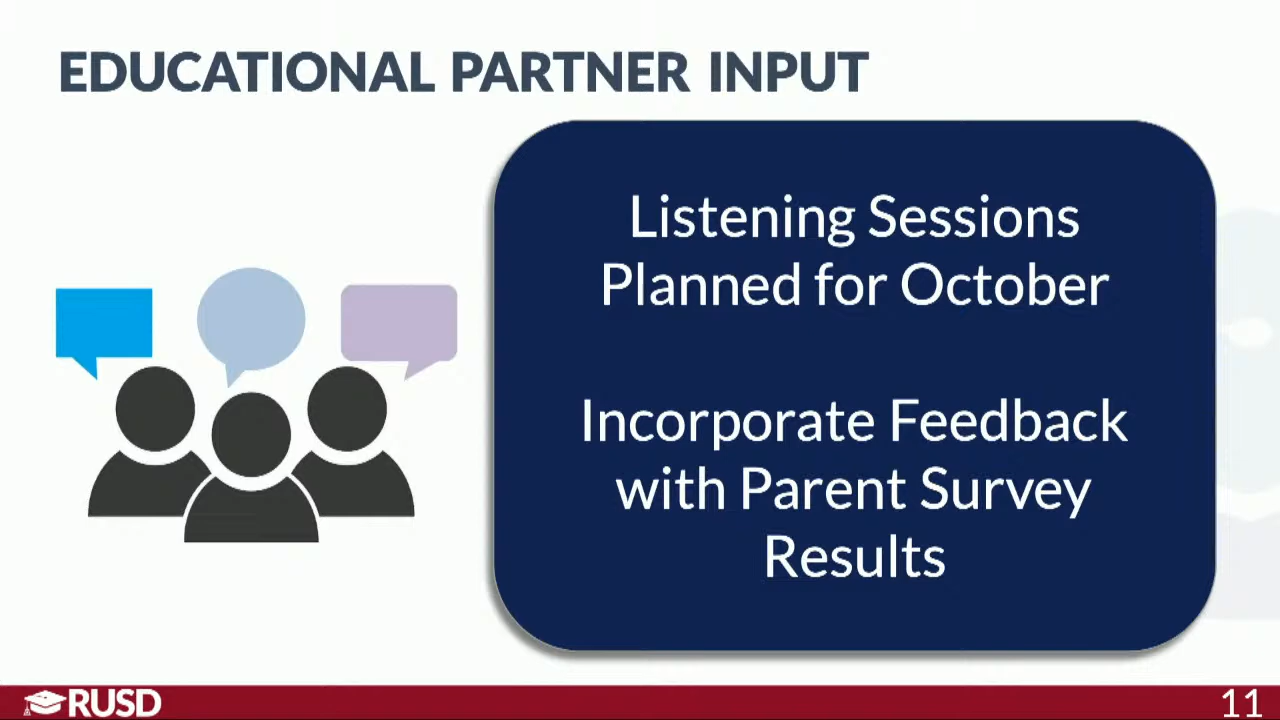 EDUCATIONAL PARTNER INPUT
Listening Sessions
Planned for October
Incorporate Feedback
with Parent Survey
Results
RUSD
11